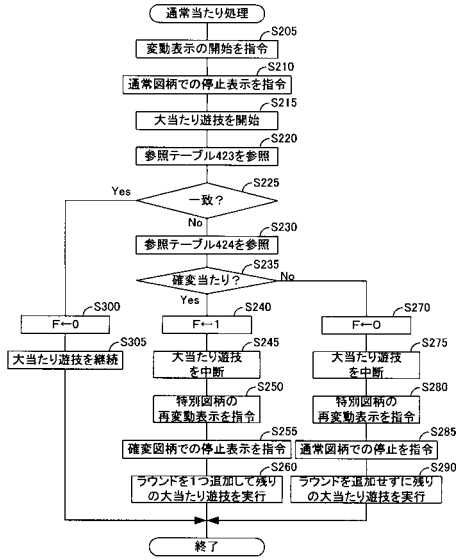 通常当たり処理
S205
変動表示の開始を指令
S210
通常図柄での停止表示を指令
S215
大当たり遊技を開始
S220
参照テーブル423を参照
S225
一致？
Yes
No
S230
参照テーブル424を参照
S235
確変当たり？
No
Yes
S300
F←0
S305
大当たり遊技を継続
S240
F←1
S245
大当たり遊技
を中断
S250
特別図柄の
再変動表示を指令
S255
確変図柄での停止表示を指令
S260
ラウンドを1つ追加して残り
の大当たり遊技を実行
S270
F←0
S275
大当たり遊技
を中断
S280
特別図柄の
再変動表示を指令
S285
通常図柄での停止を指令
S290
ラウンドを追加せずに残り
の大当たり遊技を実行
終了